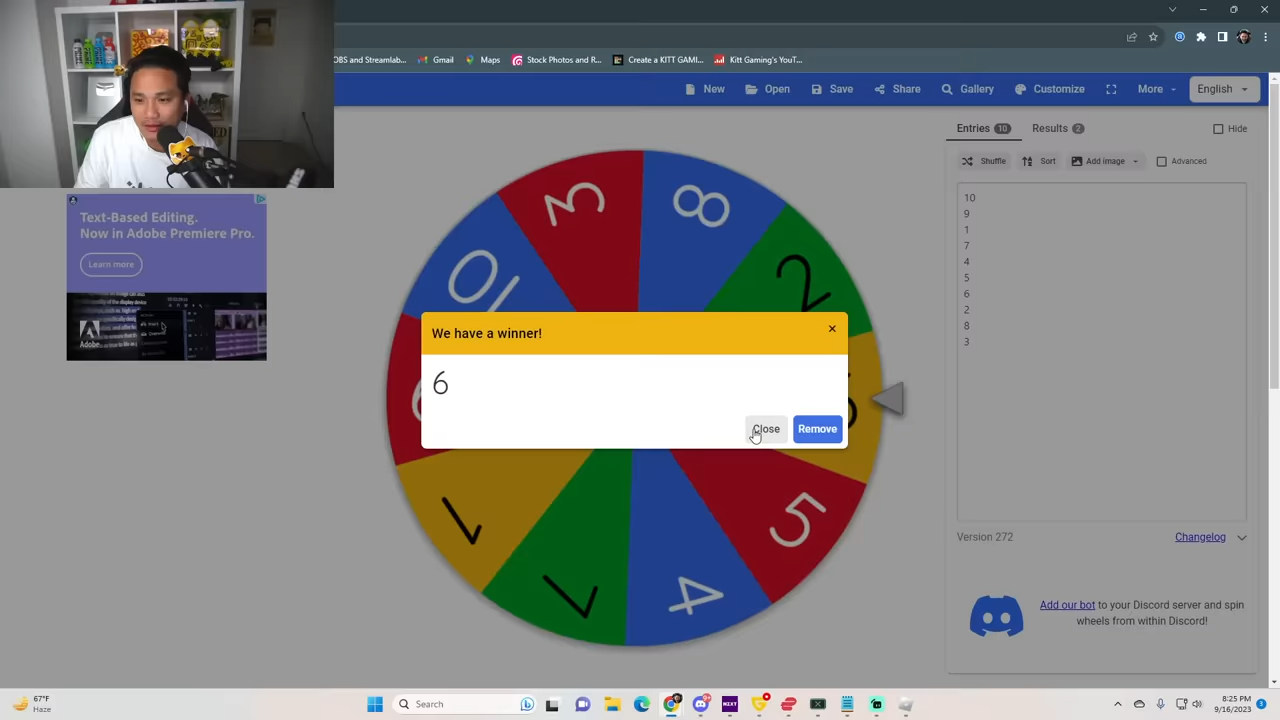 OBS and Streamlab...
Gmail
Maps
Stock Photos and R...
Create a KITT GAMI...
Kitt Gaming's YouT...
New
Open
Save
Share
Gallery
Customize
More
English
Entries 10
Results 2
Hide
Shuffle
Sort
Add image
Advanced
10
9
1
7
4
5
6
2
8
3
Text-Based Editing.
Now in Adobe Premiere Pro.
Learn more
Adobe
3
8
10
2
5
1
7
4
We have a winner!
×
6
Close
Remove
Version 272
Changelog
Add our bot to your Discord server and spin
wheels from within Discord!
67°F
Haze
Search
NZXT
8:25 PM
9/16/2023
3